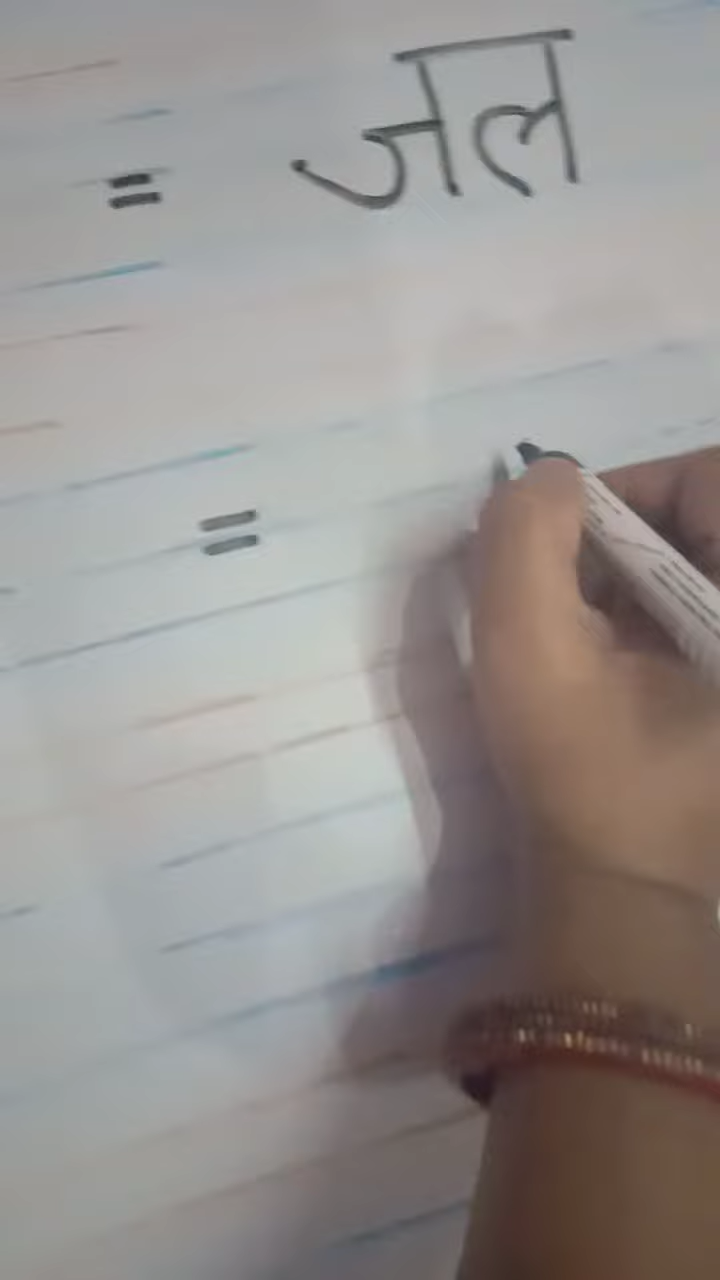 = जल
=